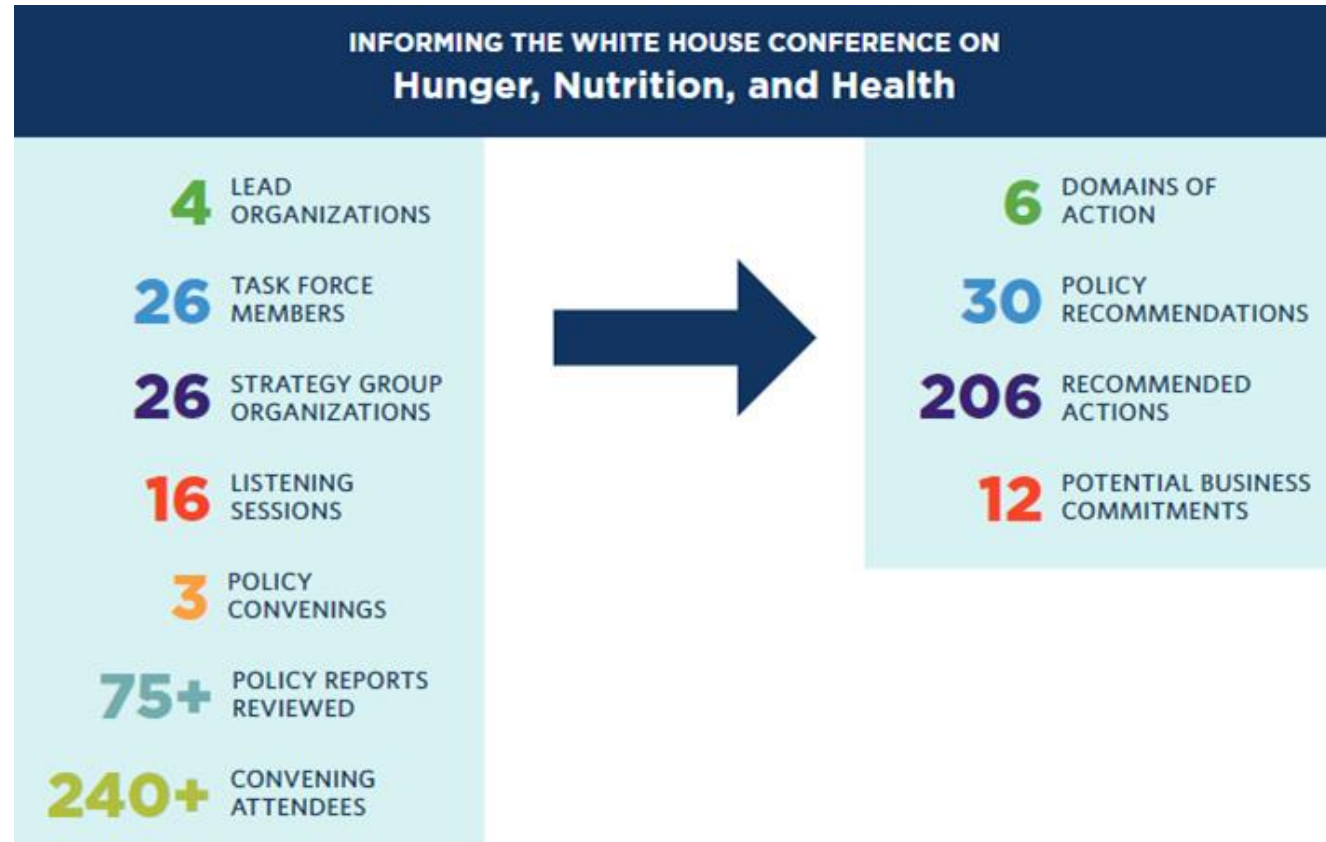 INFORMING THE WHITE HOUSE CONFERENCE ON
Hunger, Nutrition, and Health
4 LEAD
ORGANIZATIONS
26 TASK FORCE
MEMBERS
26 STRATEGY GROUP
ORGANIZATIONS
16 LISTENING
SESSIONS
3 POLICY
CONVENINGS
75+ POLICY REPORTS
REVIEWED
240+ CONVENING
ATTENDEES
6 DOMAINS OF
ACTION
30 POLICY
RECOMMENDATIONS
206 RECOMMENDED
ACTIONS
12 POTENTIAL BUSINESS
COMMITMENTS